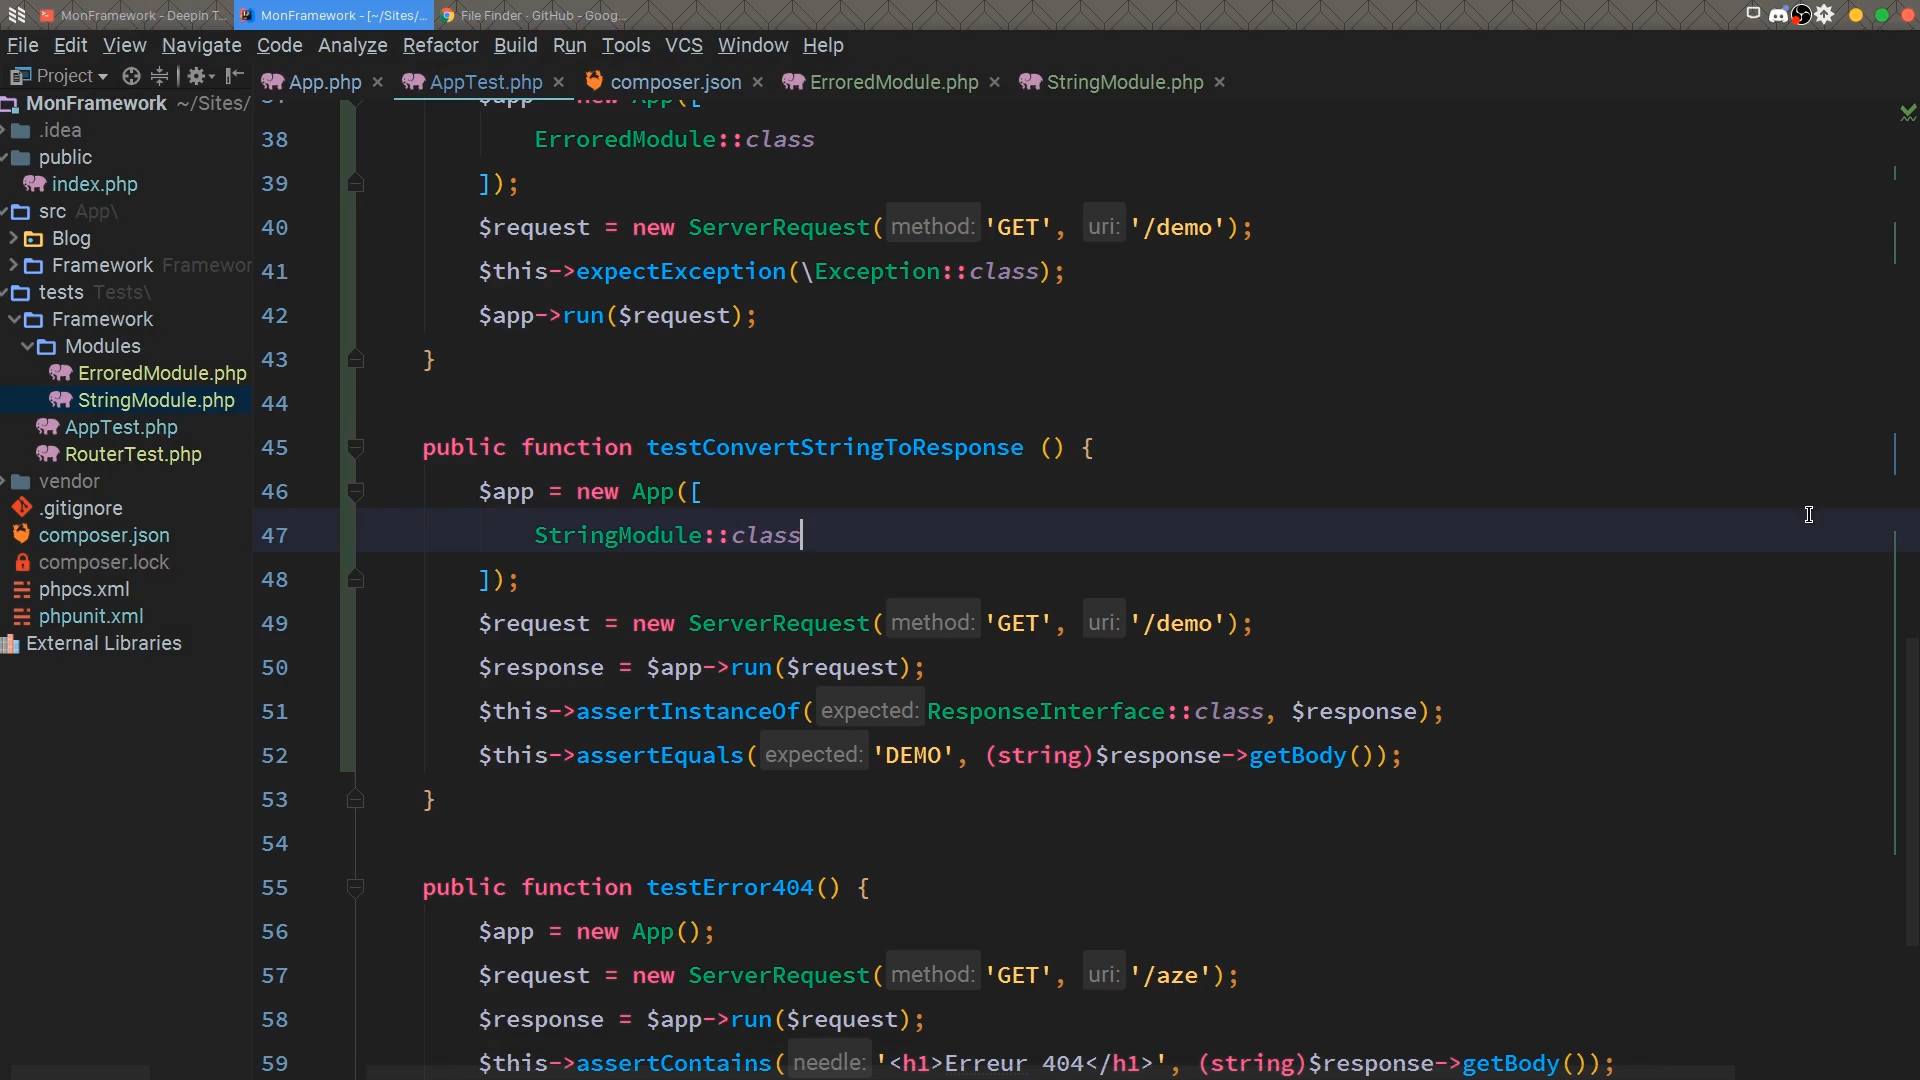 MonFramework - Deepin T... MonFramework - [~/Sites/... File Finder · GitHub - Goog...
File Edit View Navigate Code Analyze Refactor Build Run Tools VCS Window Help
Project App.php × AppTest.php × composer.json × ErroredModule.php × StringModule.php ×
MonFramework ~/Sites/
.idea
public
index.php
src App\
Blog
Framework Framewor
tests Tests\
Framework
Modules
ErroredModule.php
StringModule.php
AppTest.php
RouterTest.php
vendor
.gitignore
composer.json
composer.lock
phpcs.xml
phpunit.xml
External Libraries
37 $app = new App([
38 ErroredModule::class
39 ]);
40 $request = new ServerRequest( method: 'GET', uri: '/demo');
41 $this->expectException(\Exception::class);
42 $app->run($request);
43 }
44
45 public function testConvertStringToResponse () {
46 $app = new App([
47 StringModule::class
48 ]);
49 $request = new ServerRequest( method: 'GET', uri: '/demo');
50 $response = $app->run($request);
51 $this->assertInstanceOf( expected: ResponseInterface::class, $response);
52 $this->assertEquals( expected: 'DEMO', (string)$response->getBody());
53 }
54
55 public function testError404() {
56 $app = new App();
57 $request = new ServerRequest( method: 'GET', uri: '/aze');
58 $response = $app->run($request);
59 $this->assertContains( needle: '<h1>Erreur 404</h1>', (string)$response->getBody());